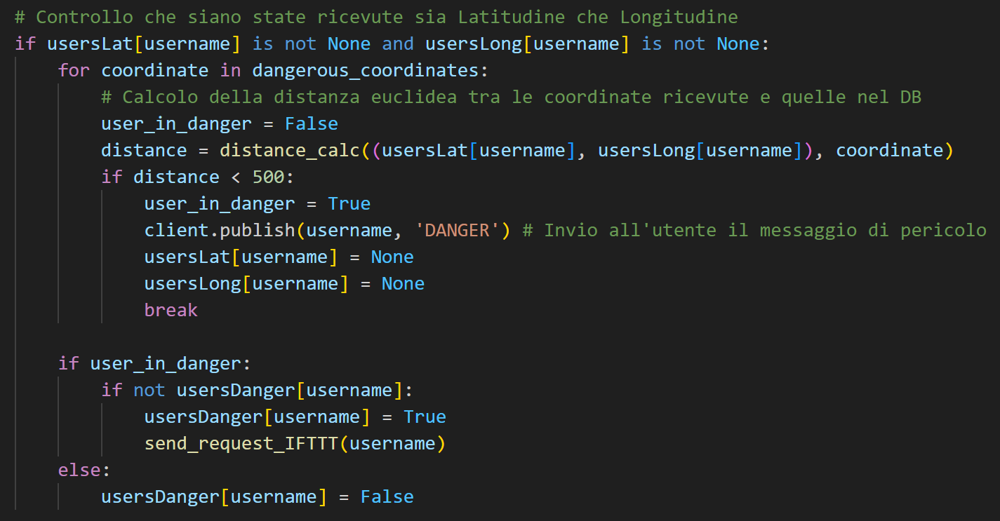 # Controllo che siano state ricevute sia Latitudine che Longitudine
if usersLat[username] is not None and usersLong[username] is not None:
    for coordinate in dangerous_coordinates:
        # Calcolo della distanza euclidea tra le coordinate ricevute e quelle nel DB
        user_in_danger = False
        distance = distance_calc((usersLat[username], usersLong[username]), coordinate)
        if distance < 500:
            user_in_danger = True
            client.publish(username, 'DANGER') # Invio all'utente il messaggio di pericolo
            usersLat[username] = None
            usersLong[username] = None
            break

    if user_in_danger:
        if not usersDanger[username]:
            usersDanger[username] = True
            send_request_IFTTT(username)
    else:
        usersDanger[username] = False